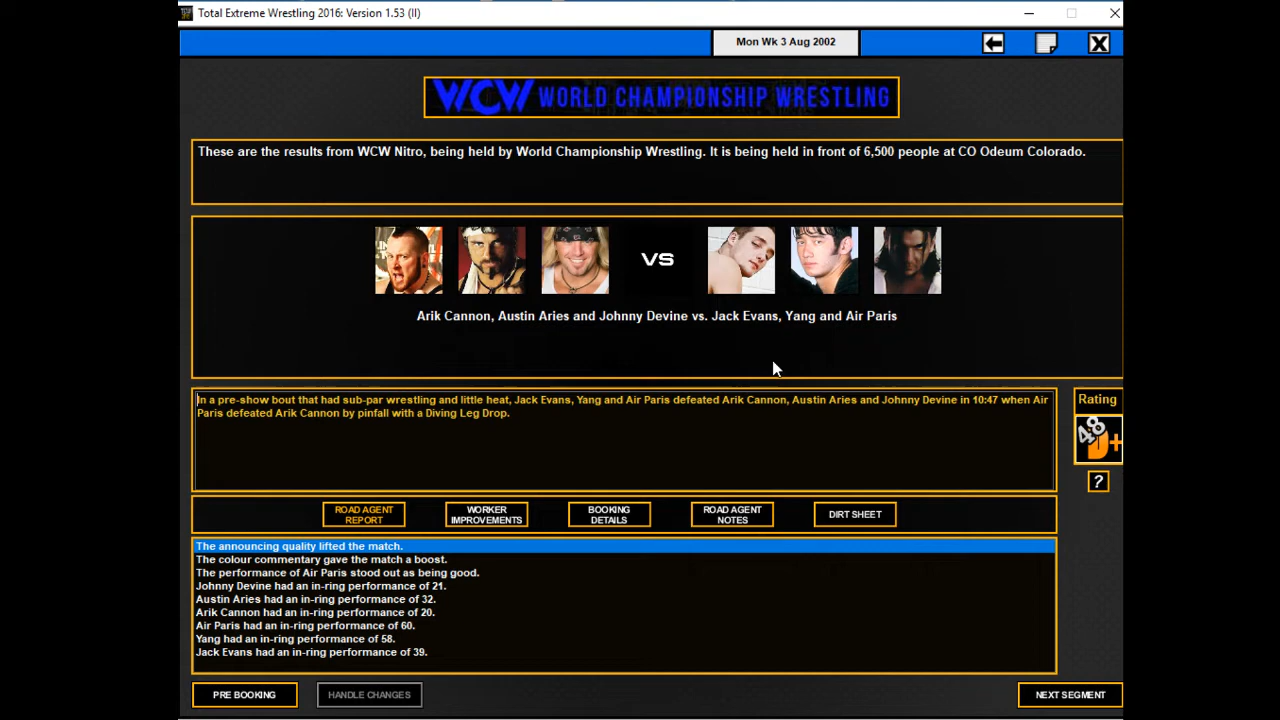 Total Extreme Wrestling 2016: Version 1.53 (II)
Mon Wk 3 Aug 2002
WCW WORLD CHAMPIONSHIP WRESTLING
These are the results from WCW Nitro, being held by World Championship Wrestling. It is being held in front of 6,500 people at CO Odeum Colorado.
VS
Arik Cannon, Austin Aries and Johnny Devine vs. Jack Evans, Yang and Air Paris
In a pre-show bout that had sub-par wrestling and little heat, Jack Evans, Yang and Air Paris defeated Arik Cannon, Austin Aries and Johnny Devine in 10:47 when Air
Paris defeated Arik Cannon by pinfall with a Diving Leg Drop.
Rating
48
D+
?
ROAD AGENT
REPORT
WORKER
IMPROVEMENTS
BOOKING
DETAILS
ROAD AGENT
NOTES
DIRT SHEET
The announcing quality lifted the match.
The colour commentary gave the match a boost.
The performance of Air Paris stood out as being good.
Johnny Devine had an in-ring performance of 21.
Austin Aries had an in-ring performance of 32.
Arik Cannon had an in-ring performance of 20.
Air Paris had an in-ring performance of 60.
Yang had an in-ring performance of 58.
Jack Evans had an in-ring performance of 39.
PRE BOOKING
HANDLE CHANGES
NEXT SEGMENT